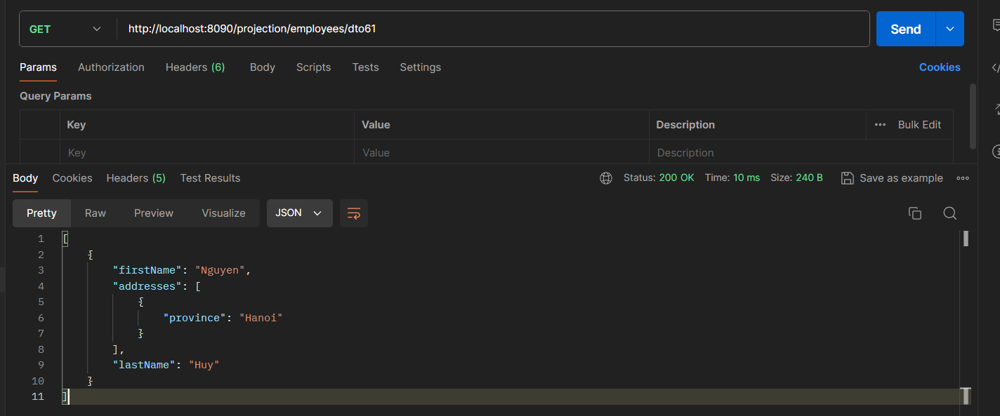 GET http://localhost:8090/projection/employees/dto61 Send
Params Authorization Headers (6) Body Scripts Tests Settings Cookies
Query Params
Key Value Description Bulk Edit
Key Value Description
Body Cookies Headers (5) Test Results Status: 200 OK Time: 10 ms Size: 240 B Save as example
Pretty Raw Preview Visualize JSON
1 [
2 {
3 "firstName": "Nguyen",
4 "addresses": [
5 {
6 "province": "Hanoi"
7 }
8 ],
9 "lastName": "Huy"
10 }
11 ]